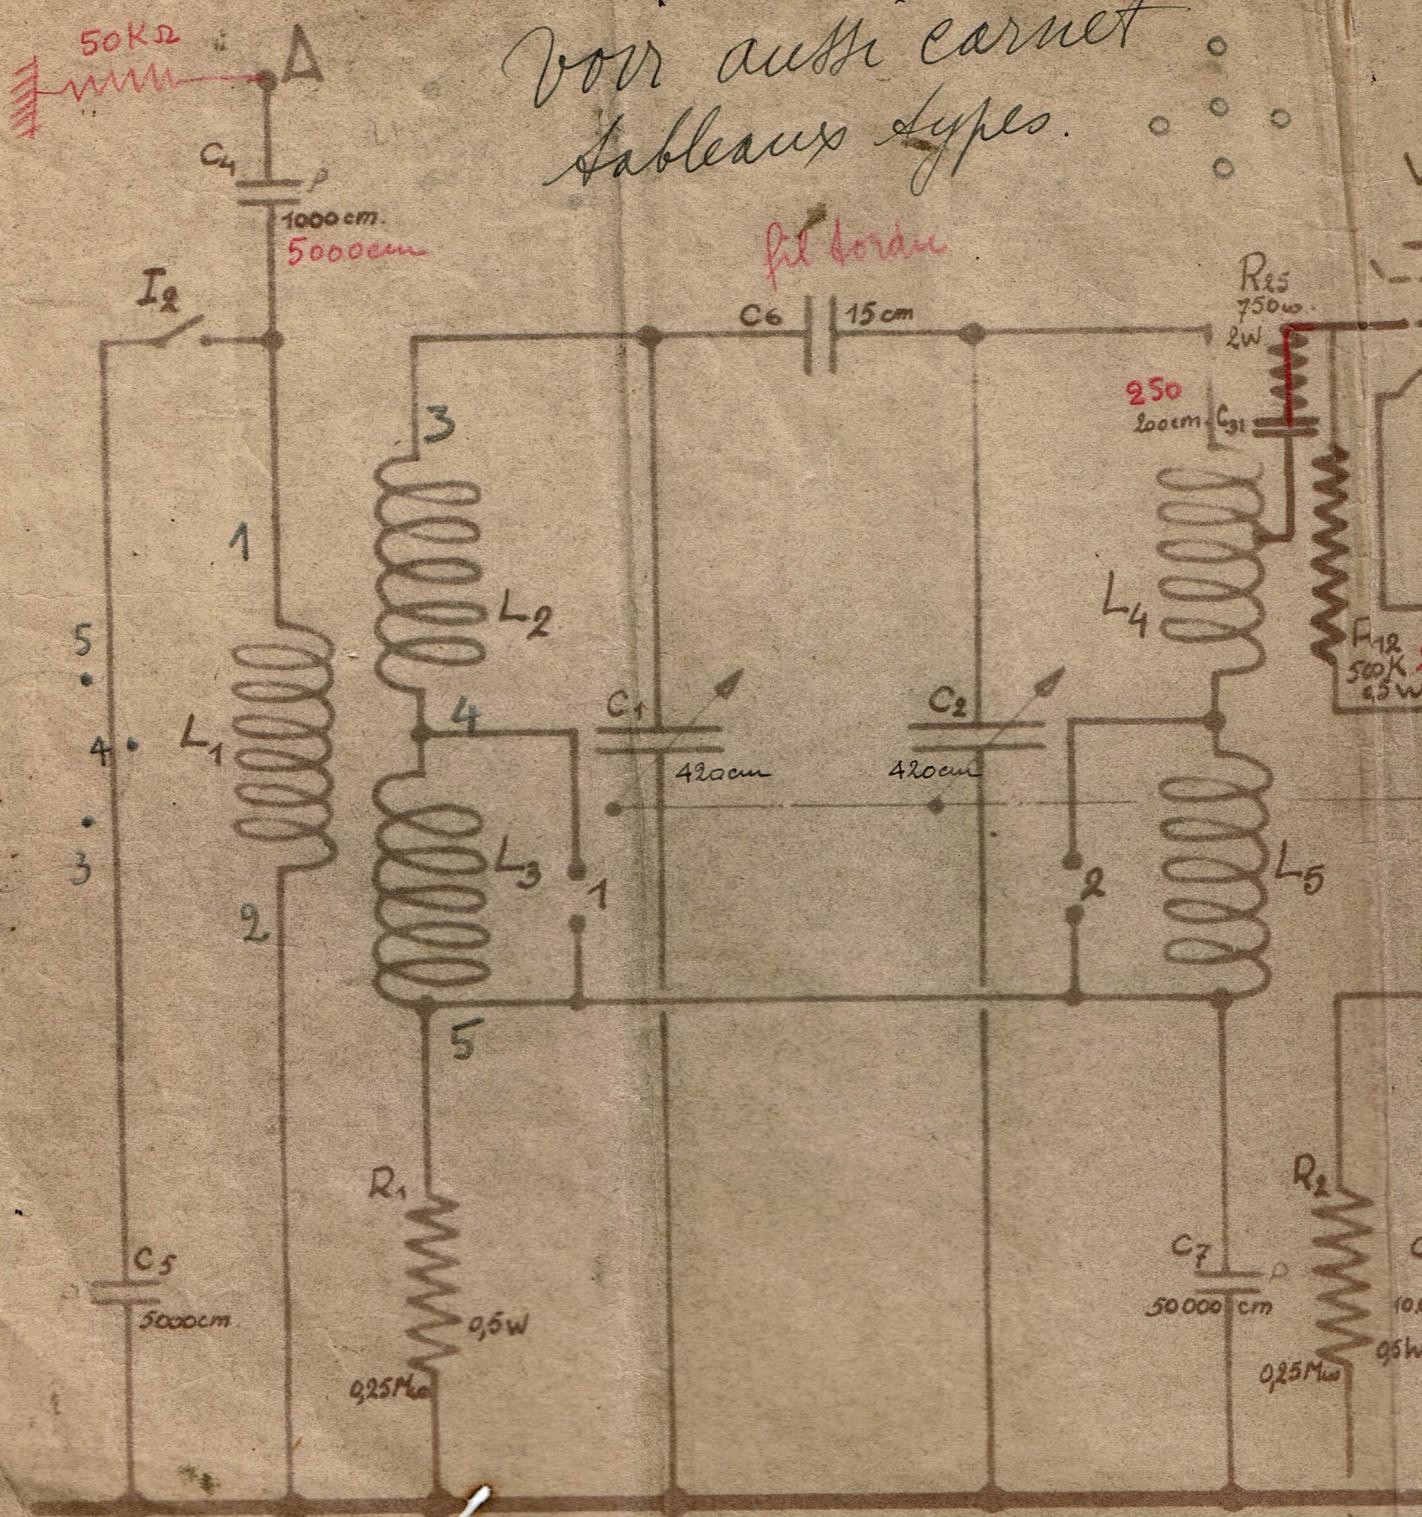 50KΩ
A
voir aussi carnet
tableaux types.
C4
P
1000 cm.
5000cm
fil tordu
I2
C6
15 cm
R25
750ω.
2W
250
200cm
C31
3
1
L2
L4
5
4
3
L1
4
C1
C2
420cm
420cm
R12
500K
L3
1
2
L5
2
5
R1
R2
C5
5000cm
0,5W
0,25Mω
C7
P
50000 cm
0,25Mω
0,5W